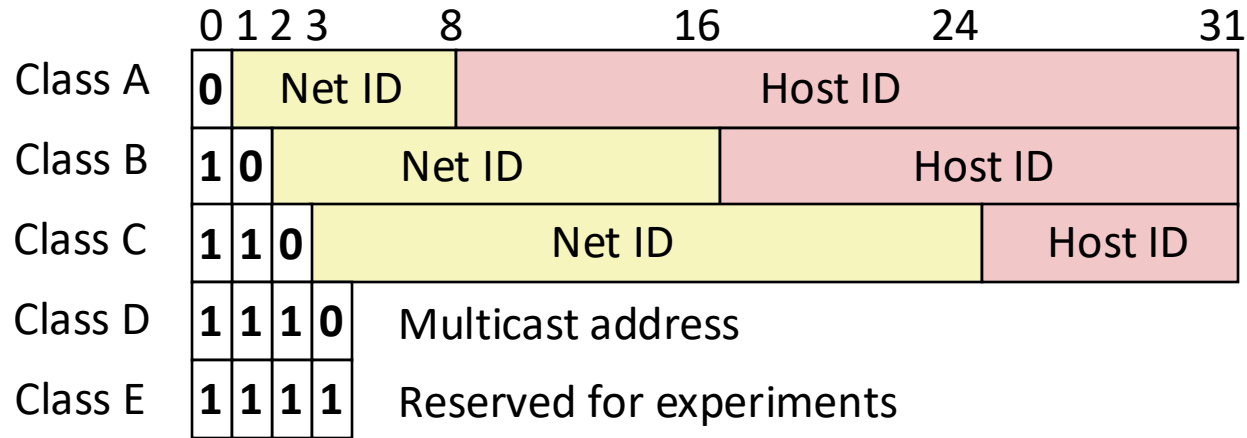 0 1 2 3 8 16 24 31
Class A 0 Net ID Host ID
Class B 1 0 Net ID Host ID
Class C 1 1 0 Net ID Host ID
Class D 1 1 1 0 Multicast address
Class E 1 1 1 1 Reserved for experiments